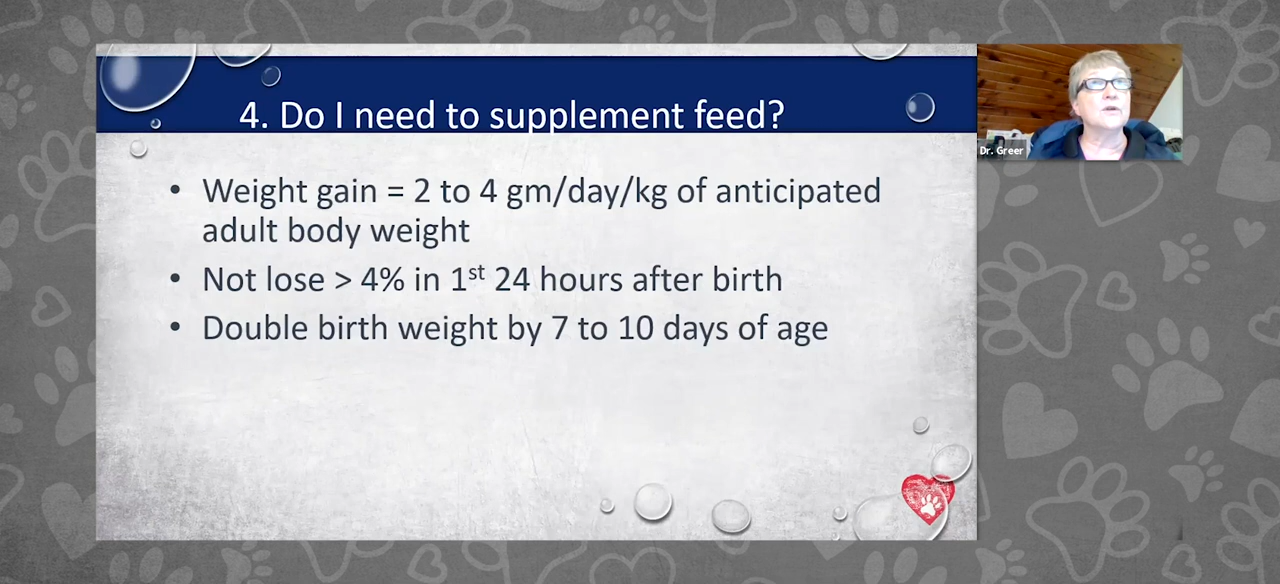 4. Do I need to supplement feed?
• Weight gain = 2 to 4 gm/day/kg of anticipated
adult body weight
• Not lose > 4% in 1st 24 hours after birth
• Double birth weight by 7 to 10 days of age
Dr. Greer